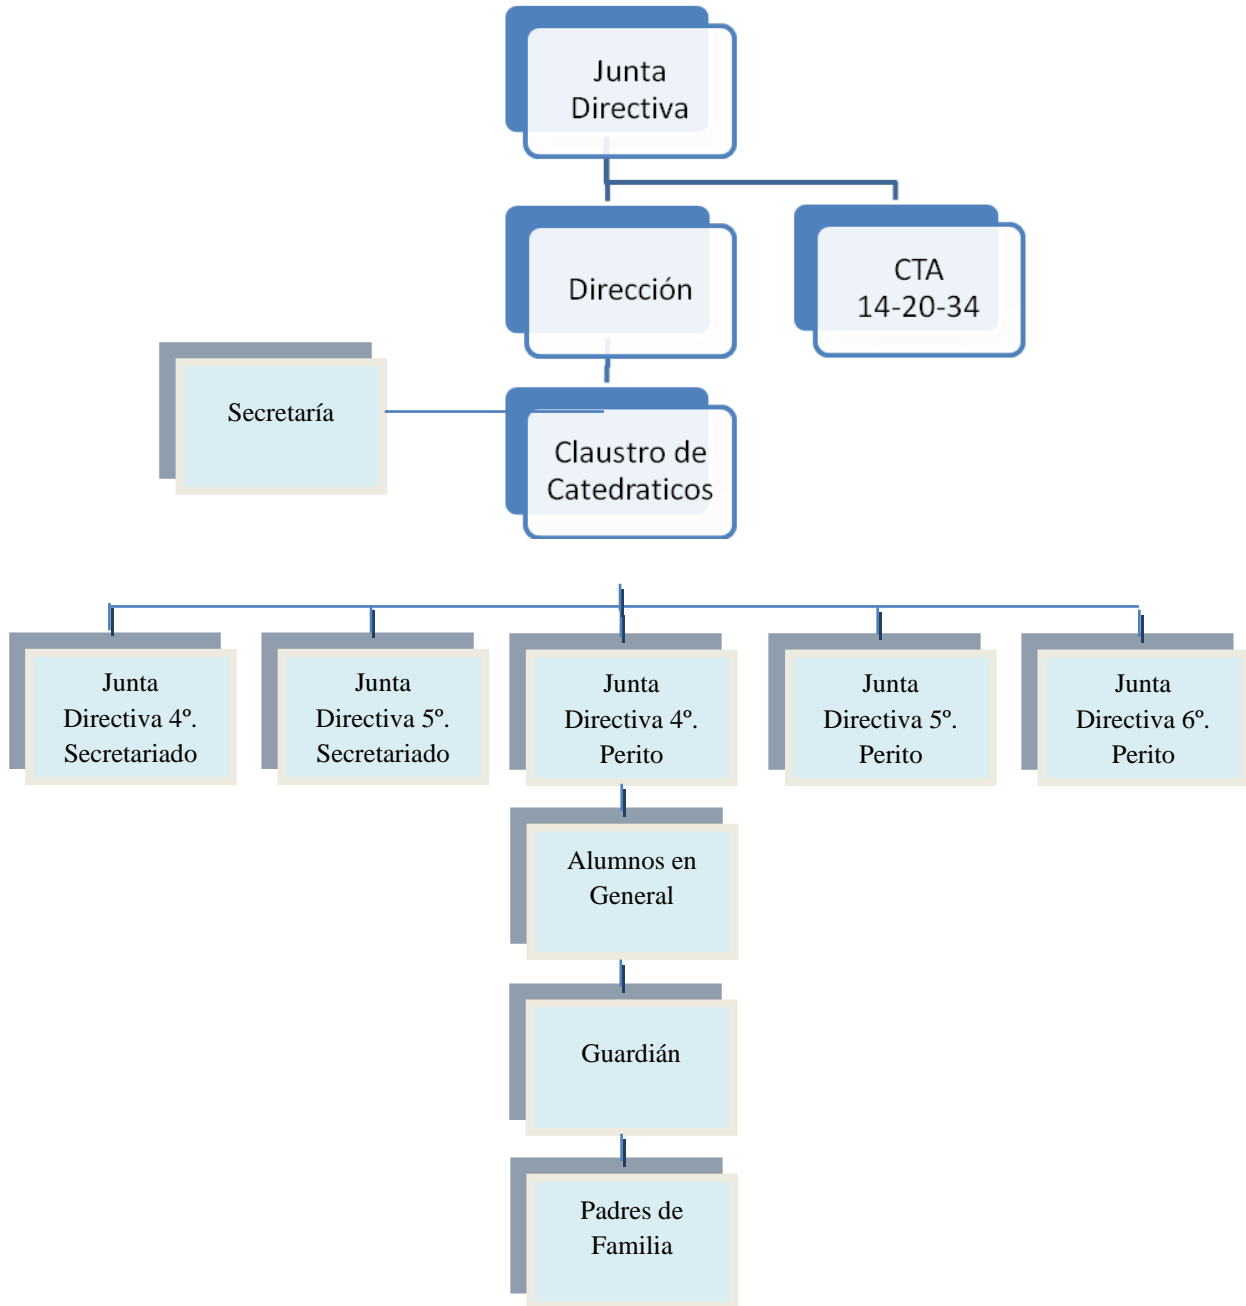 Junta
Directiva
Dirección
CTA
14-20-34
Secretaría
Claustro de
Catedraticos
Junta
Directiva 4º.
Secretariado
Junta
Directiva 5º.
Secretariado
Junta
Directiva 4º.
Perito
Junta
Directiva 5º.
Perito
Junta
Directiva 6º.
Perito
Alumnos en
General
Guardián
Padres de
Familia